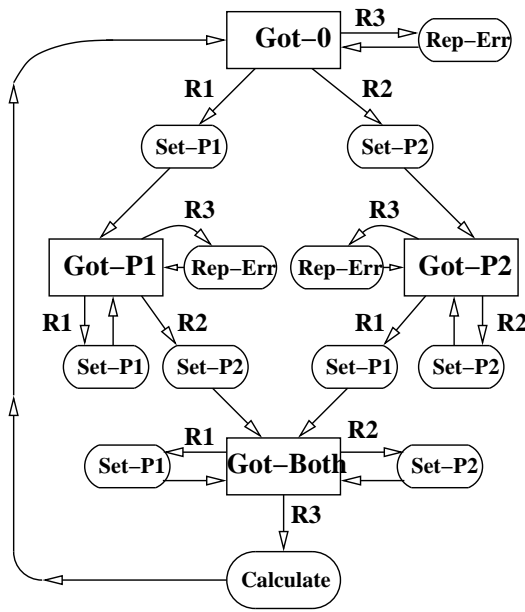 R3
Got-0
Rep-Err
R1
R2
Set-P1
Set-P2
R3
R3
Got-P1
Rep-Err
Rep-Err
Got-P2
R1
R2
R1
R2
Set-P1
Set-P2
Set-P1
Set-P2
R1
R2
Set-P1
Got-Both
Set-P2
R3
Calculate